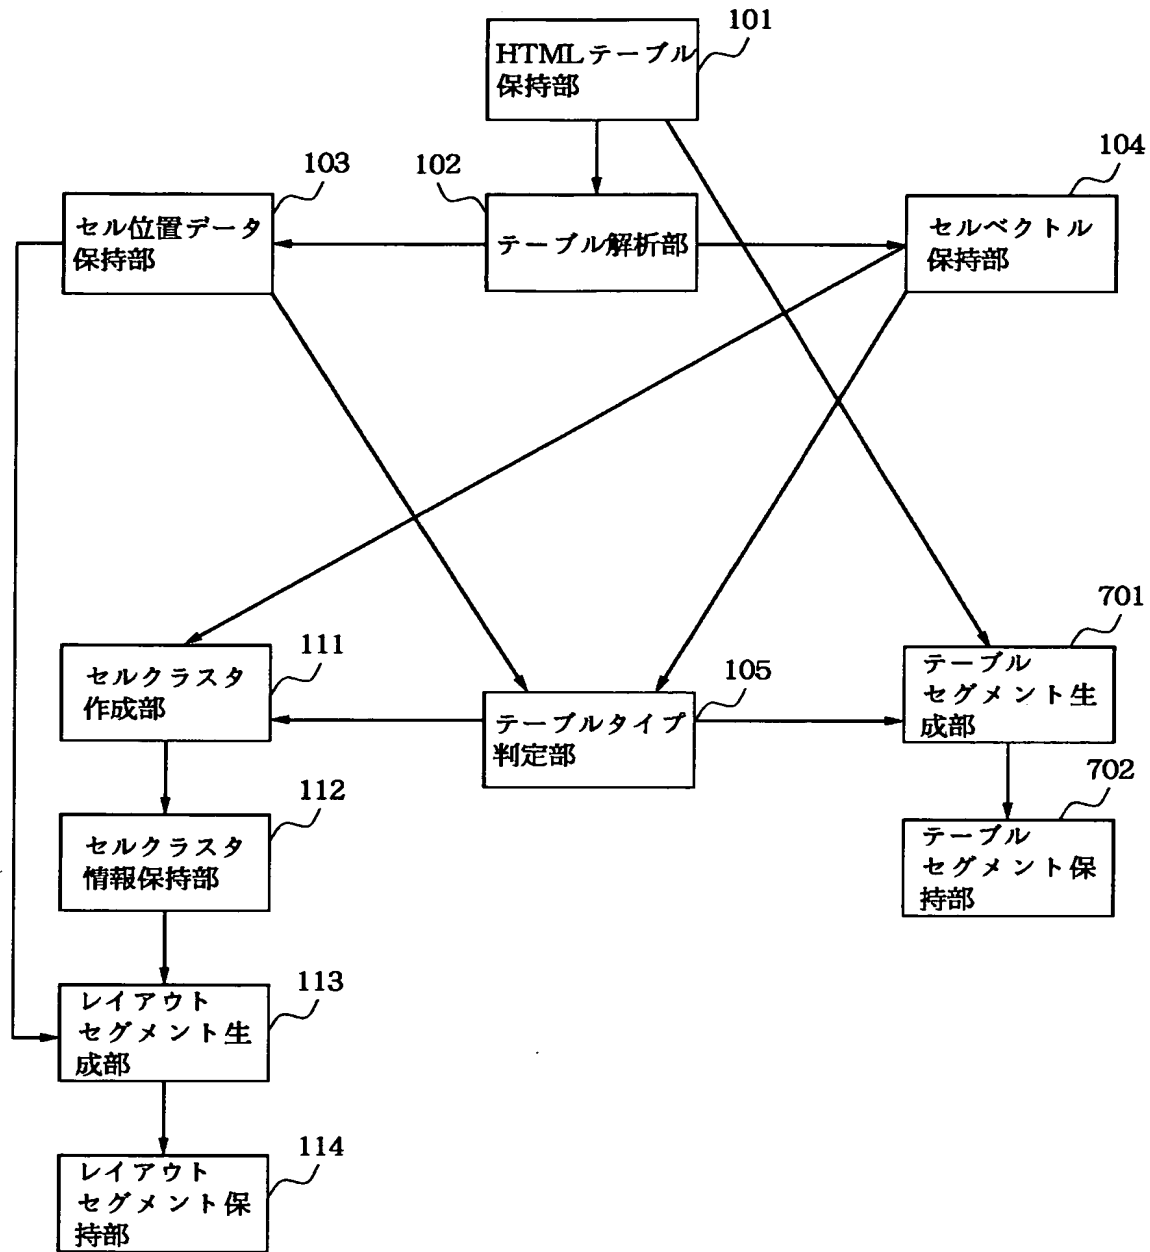 101
HTMLテーブル
保持部
103
102
104
セル位置データ
保持部
テーブル解析部
セルベクトル
保持部
701
111
105
セルクラスタ
作成部
テーブルタイプ
判定部
テーブル
セグメント生
成部
112
702
セルクラスタ
情報保持部
テーブル
セグメント保
持部
113
レイアウト
セグメント生
成部
114
レイアウト
セグメント保
持部